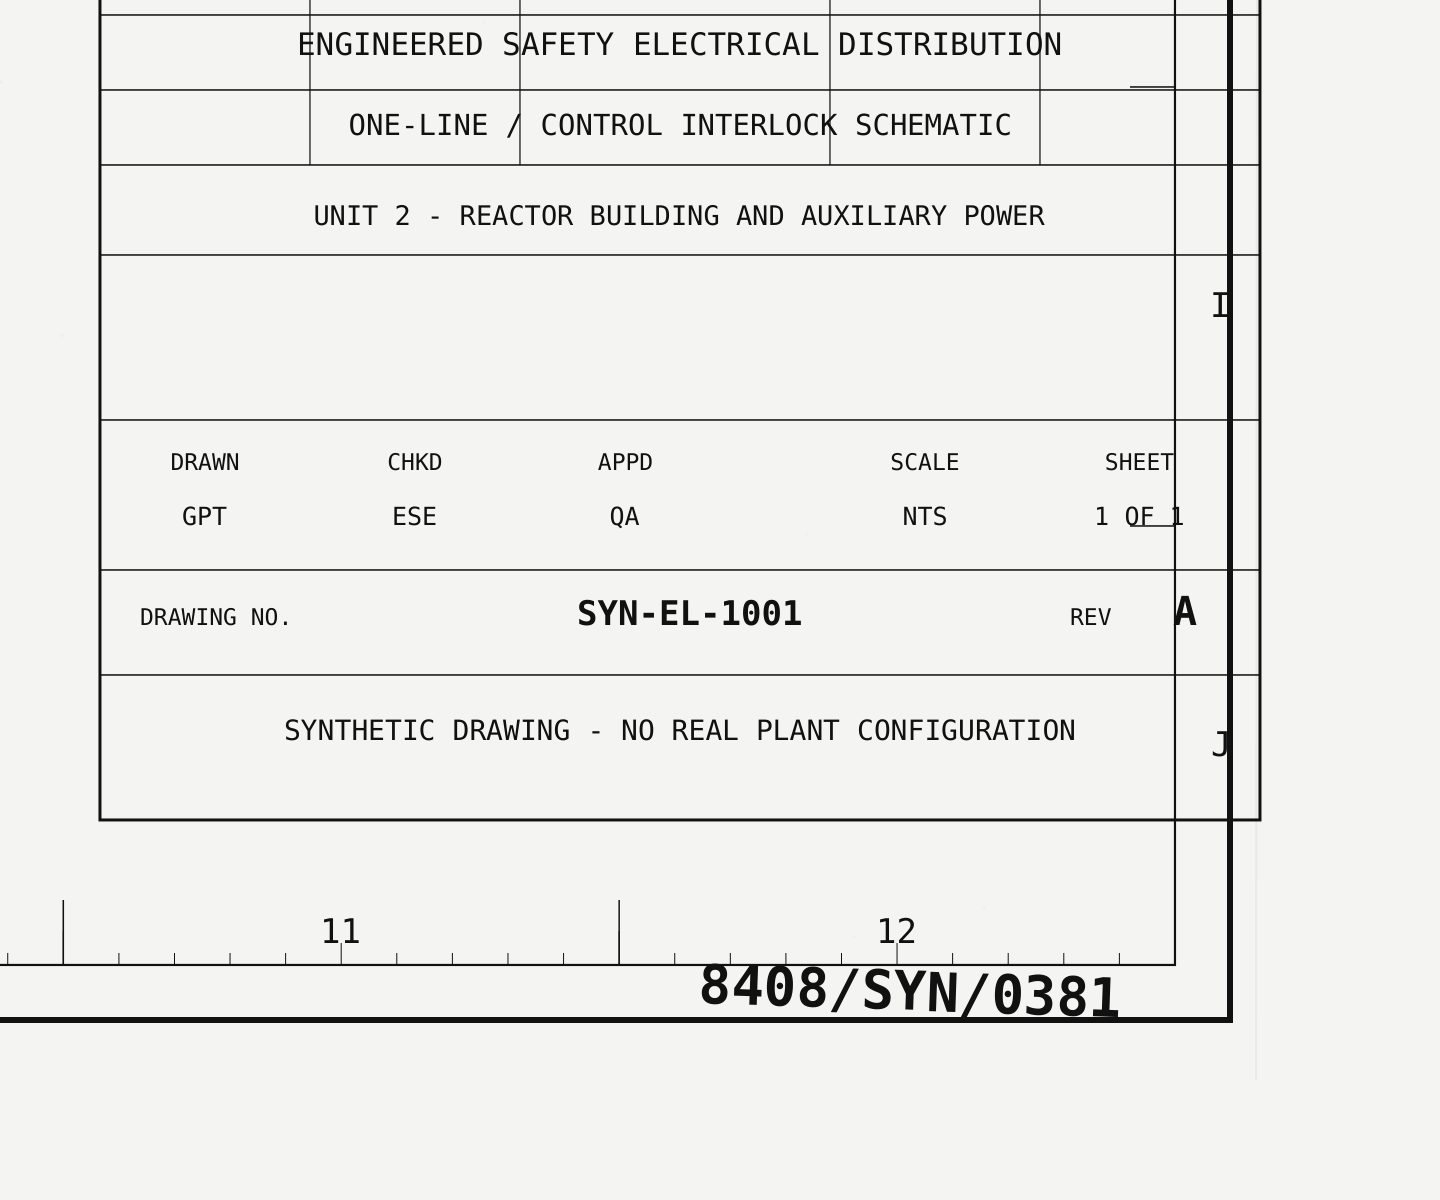 ENGINEERED SAFETY ELECTRICAL DISTRIBUTION
ONE-LINE / CONTROL INTERLOCK SCHEMATIC
UNIT 2 - REACTOR BUILDING AND AUXILIARY POWER
I
DRAWN CHKD APPD SCALE SHEET
GPT ESE QA NTS 1 OF 1
DRAWING NO. SYN-EL-1001 REV A
SYNTHETIC DRAWING - NO REAL PLANT CONFIGURATION
J
11 12
8408/SYN/0381